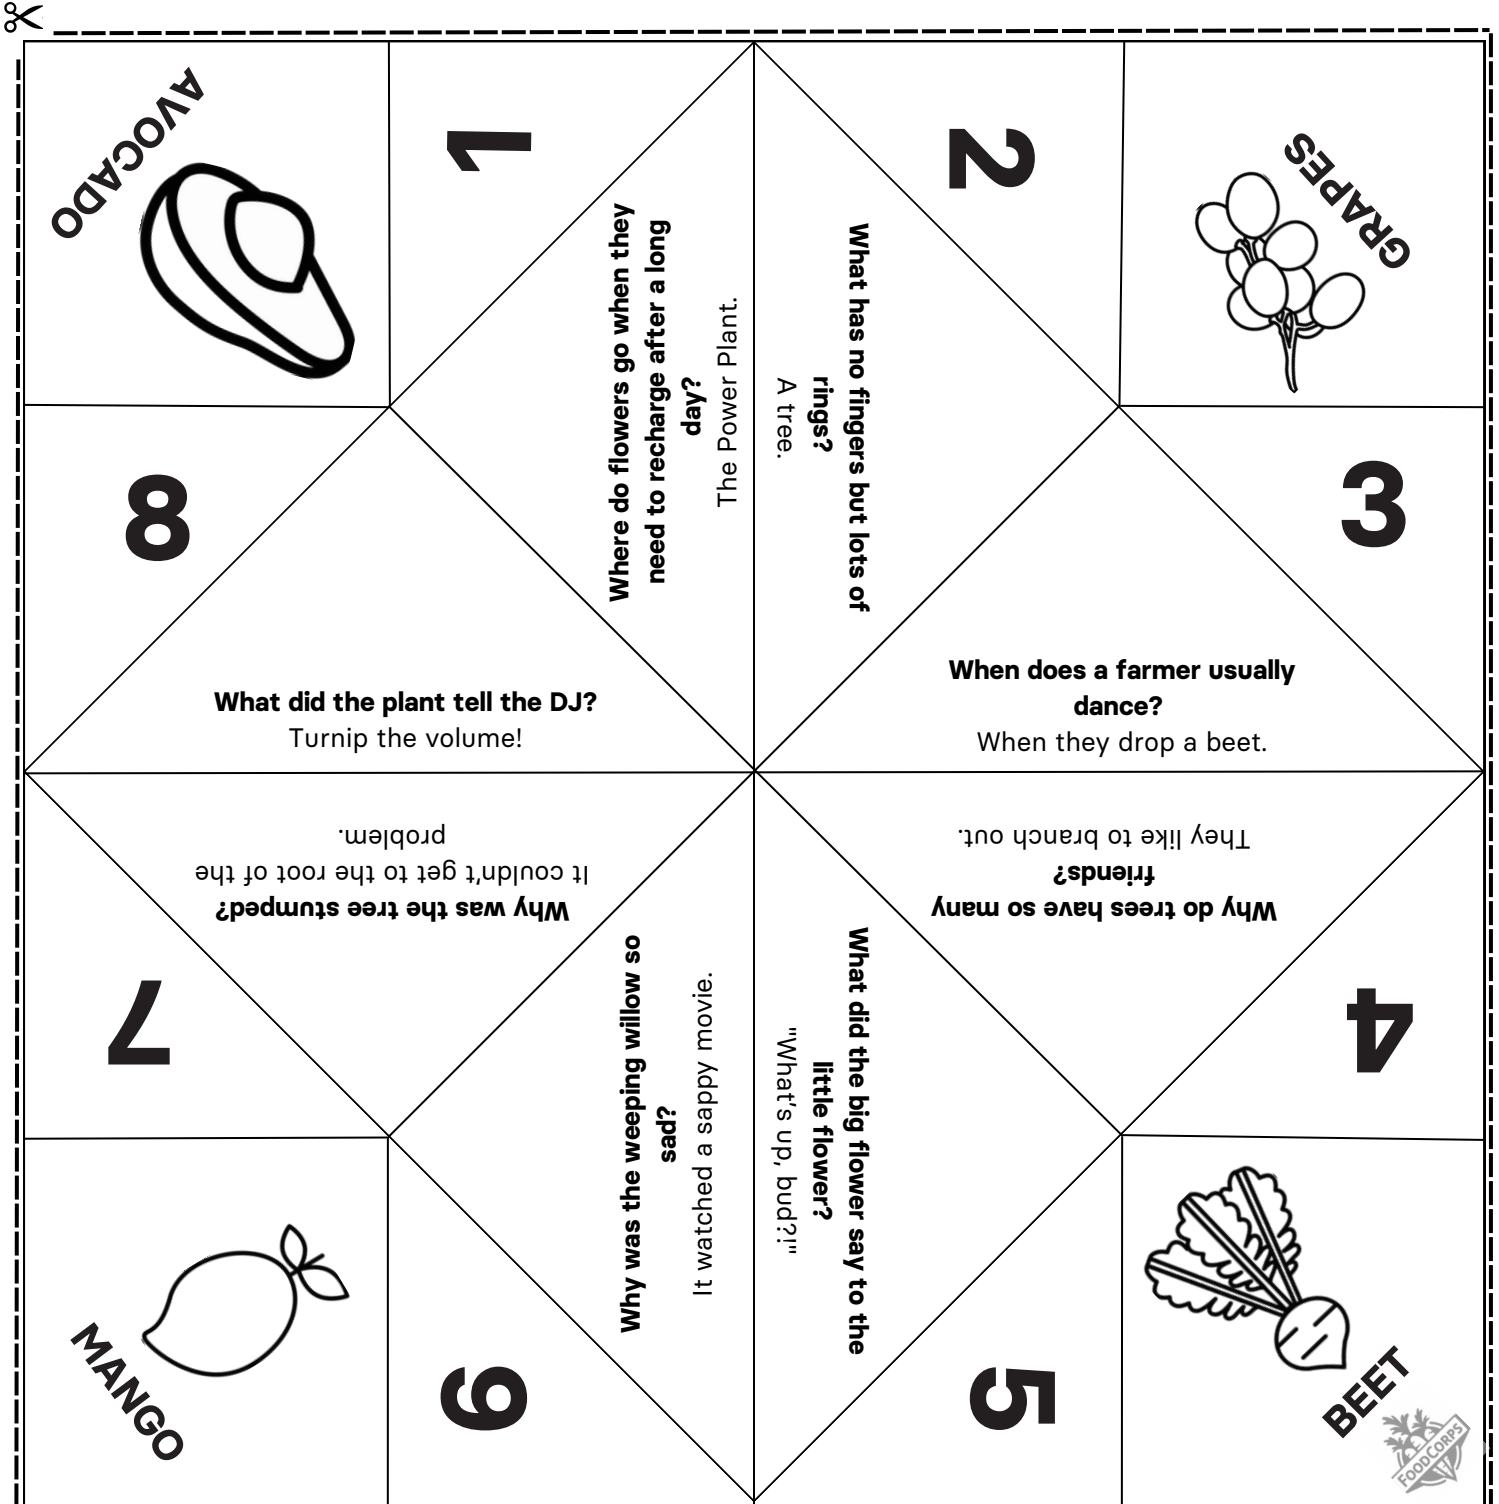 AVOCADO
1
2
GRAPES
Where do flowers go when they
need to recharge after a long
day?
The Power Plant.
What has no fingers but lots of
rings?
A tree.
8
3
What did the plant tell the DJ?
Turnip the volume!
When does a farmer usually
dance?
When they drop a beet.
Why was the tree stumped?
It couldn't get to the root of the
problem.
Why do trees have so many
friends?
They like to branch out.
7
4
Why was the weeping willow so
sad?
It watched a sappy movie.
What did the big flower say to the
little flower?
"What's up, bud?!"
MANGO
6
5
BEET
FOODCORPS